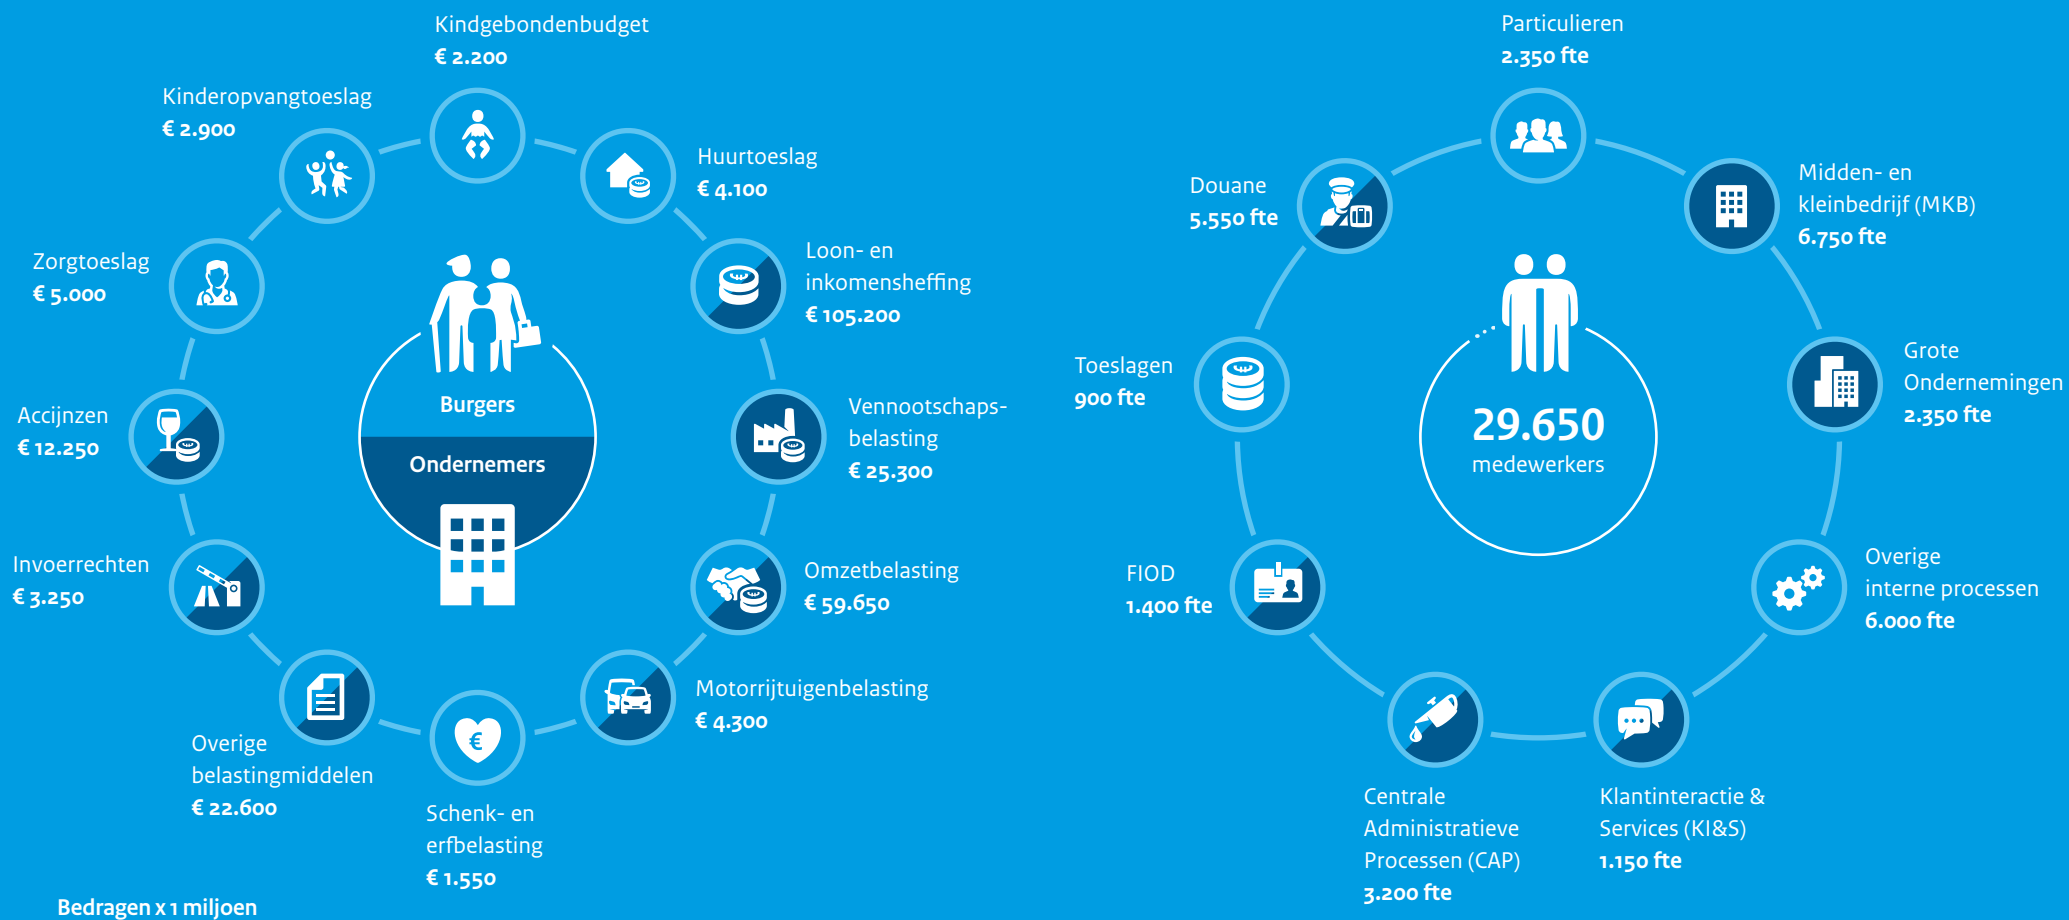 Kindgebondenbudget
€ 2.200
Kinderopvangtoeslag
€ 2.900
Huurtoeslag
€ 4.100
Zorgtoeslag
€ 5.000
Loon- en
inkomensheffing
€ 105.200
Accijnzen
€ 12.250
Burgers
Ondernemers
Vennootschaps-
belasting
€ 25.300
Invoerrechten
€ 3.250
Omzetbelasting
€ 59.650
Overige
belastingmiddelen
€ 22.600
€
Schenk- en
erfbelasting
€ 1.550
Motorrijtuigenbelasting
€ 4.300
Bedragen x 1 miljoen
Particulieren
2.350 fte
Douane
5.550 fte
Midden- en
kleinbedrijf (MKB)
6.750 fte
Toeslagen
900 fte
29.650
medewerkers
Grote
Ondernemingen
2.350 fte
FIOD
1.400 fte
Overige
interne processen
6.000 fte
Centrale
Administratieve
Processen (CAP)
3.200 fte
Klantinteractie &
Services (KI&S)
1.150 fte